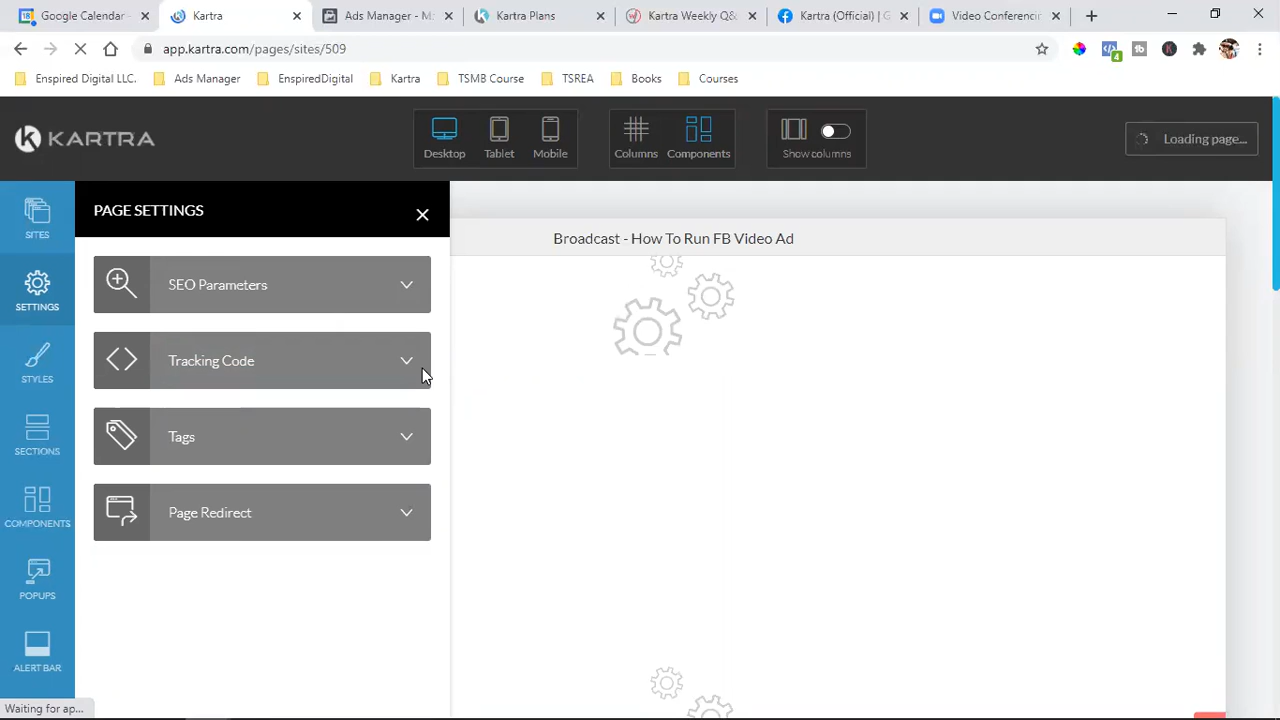 Google Calendar -
Kartra
Ads Manager - M
Kartra Plans
Kartra Weekly Q
Kartra (Official) | G
Video Conferencin
app.kartra.com/pages/sites/509
4
Enspired Digital LLC.
Ads Manager
EnspiredDigital
Kartra
TSMB Course
TSREA
Books
Courses
KARTRA
Desktop
Tablet
Mobile
Columns
Components
Show columns
Loading page...
SITES
SETTINGS
STYLES
SECTIONS
COMPONENTS
POPUPS
ALERT BAR
PAGE SETTINGS
SEO Parameters
Tracking Code
Tags
Page Redirect
Broadcast - How To Run FB Video Ad
Waiting for ap...